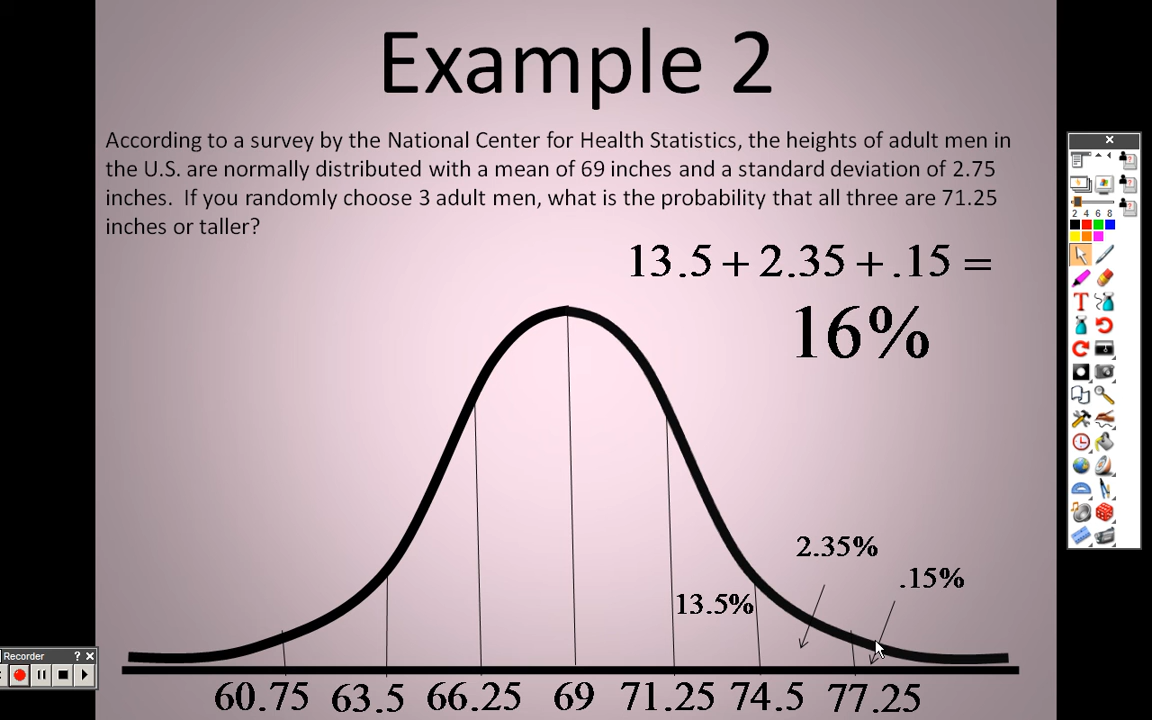 Example 2
According to a survey by the National Center for Health Statistics, the heights of adult men in
the U.S. are normally distributed with a mean of 69 inches and a standard deviation of 2.75
inches. If you randomly choose 3 adult men, what is the probability that all three are 71.25
inches or taller?
13.5 + 2.35 + .15 =
16%
2.35%
.15%
13.5%
60.75 63.5 66.25 69 71.25 74.5 77.25
Recorder ? ×
2 4 6 8
T